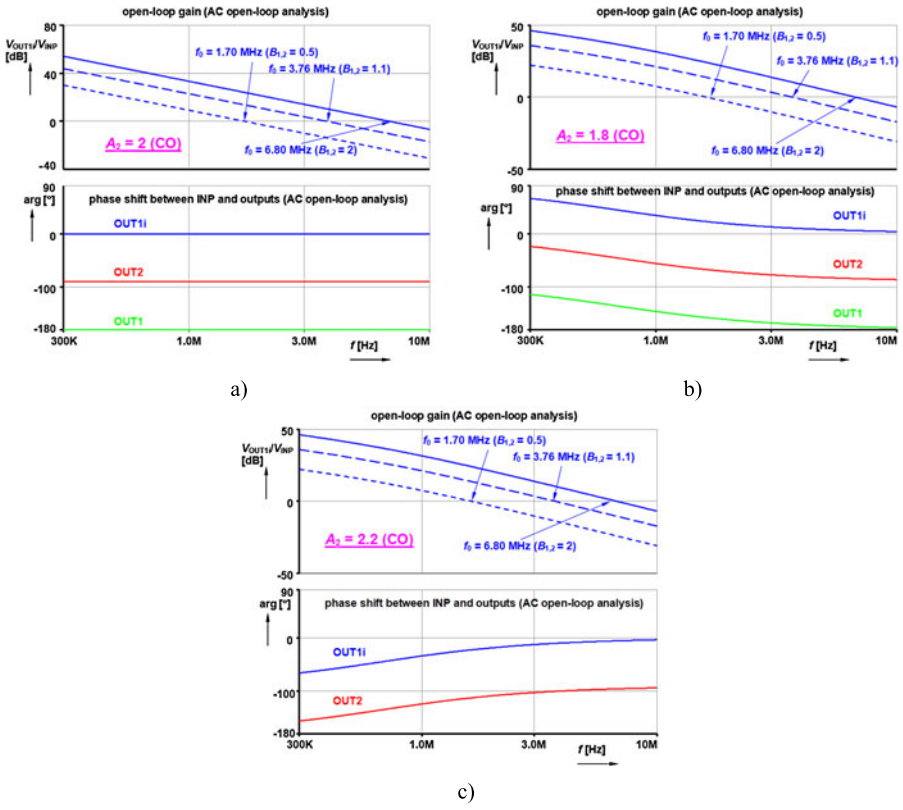 open-loop gain (AC open-loop analysis)
80
V_OUT1/V_INP
[dB]
40
0
-40
f₀ = 1.70 MHz (B₁,₂ = 0.5)
f₀ = 3.76 MHz (B₁,₂ = 1.1)
A₂ = 2 (CO)
f₀ = 6.80 MHz (B₁,₂ = 2)
90
arg [°]
0
-100
-180
phase shift between INP and outputs (AC open-loop analysis)
OUT1i
OUT2
OUT1
300K
1.0M
3.0M
10M
f [Hz]
a)
open-loop gain (AC open-loop analysis)
50
V_OUT1/V_INP
[dB]
0
-50
f₀ = 1.70 MHz (B₁,₂ = 0.5)
f₀ = 3.76 MHz (B₁,₂ = 1.1)
A₂ = 1.8 (CO)
f₀ = 6.80 MHz (B₁,₂ = 2)
90
arg [°]
0
-100
-180
phase shift between INP and outputs (AC open-loop analysis)
OUT1i
OUT2
OUT1
300K
1.0M
3.0M
10M
f [Hz]
b)
open-loop gain (AC open-loop analysis)
50
V_OUT1/V_INP
[dB]
0
-50
f₀ = 1.70 MHz (B₁,₂ = 0.5)
f₀ = 3.76 MHz (B₁,₂ = 1.1)
A₂ = 2.2 (CO)
f₀ = 6.80 MHz (B₁,₂ = 2)
90
arg [°]
0
-100
-180
phase shift between INP and outputs (AC open-loop analysis)
OUT1i
OUT2
300K
1.0M
3.0M
10M
f [Hz]
c)